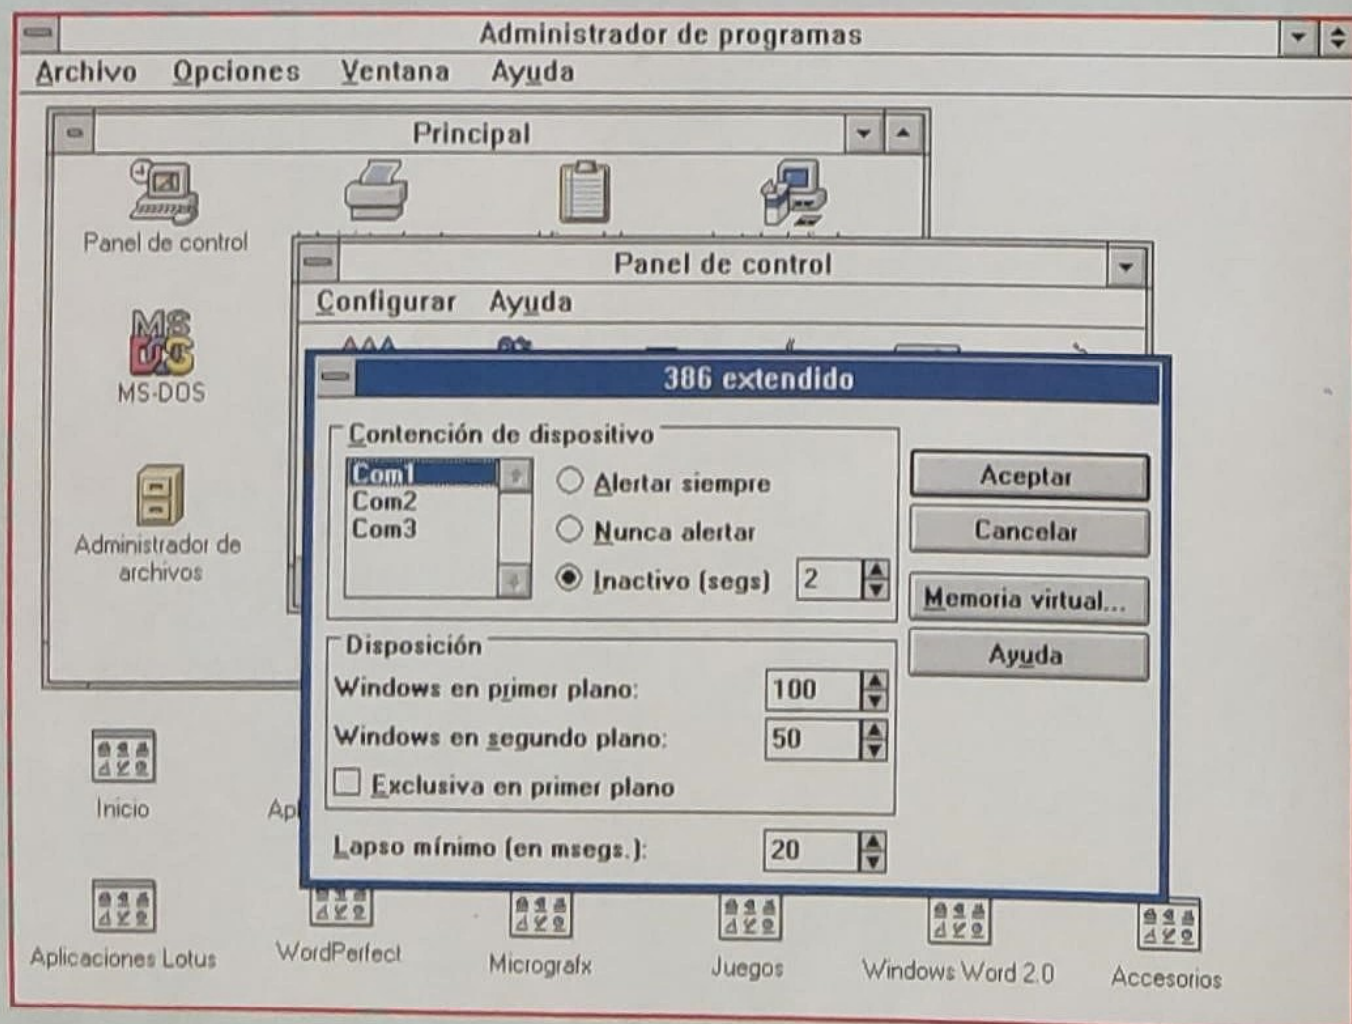 Administrador de programas
Archivo Opciones Ventana Ayuda
Principal
Panel de control
MS
DOS
MS-DOS
Administrador de
archivos
Panel de control
Configurar Ayuda
386 extendido
Contención de dispositivo
Com1
Com2
Com3
Alertar siempre
Nunca alertar
Inactivo (segs) 2
Aceptar
Cancelar
Memoria virtual...
Ayuda
Disposición
Windows en primer plano: 100
Windows en segundo plano: 50
Exclusiva en primer plano
Lapso mínimo (en msegs.): 20
Inicio
Apl
Aplicaciones Lotus
WordPerfect
Micrografx
Juegos
Windows Word 2.0
Accesorios